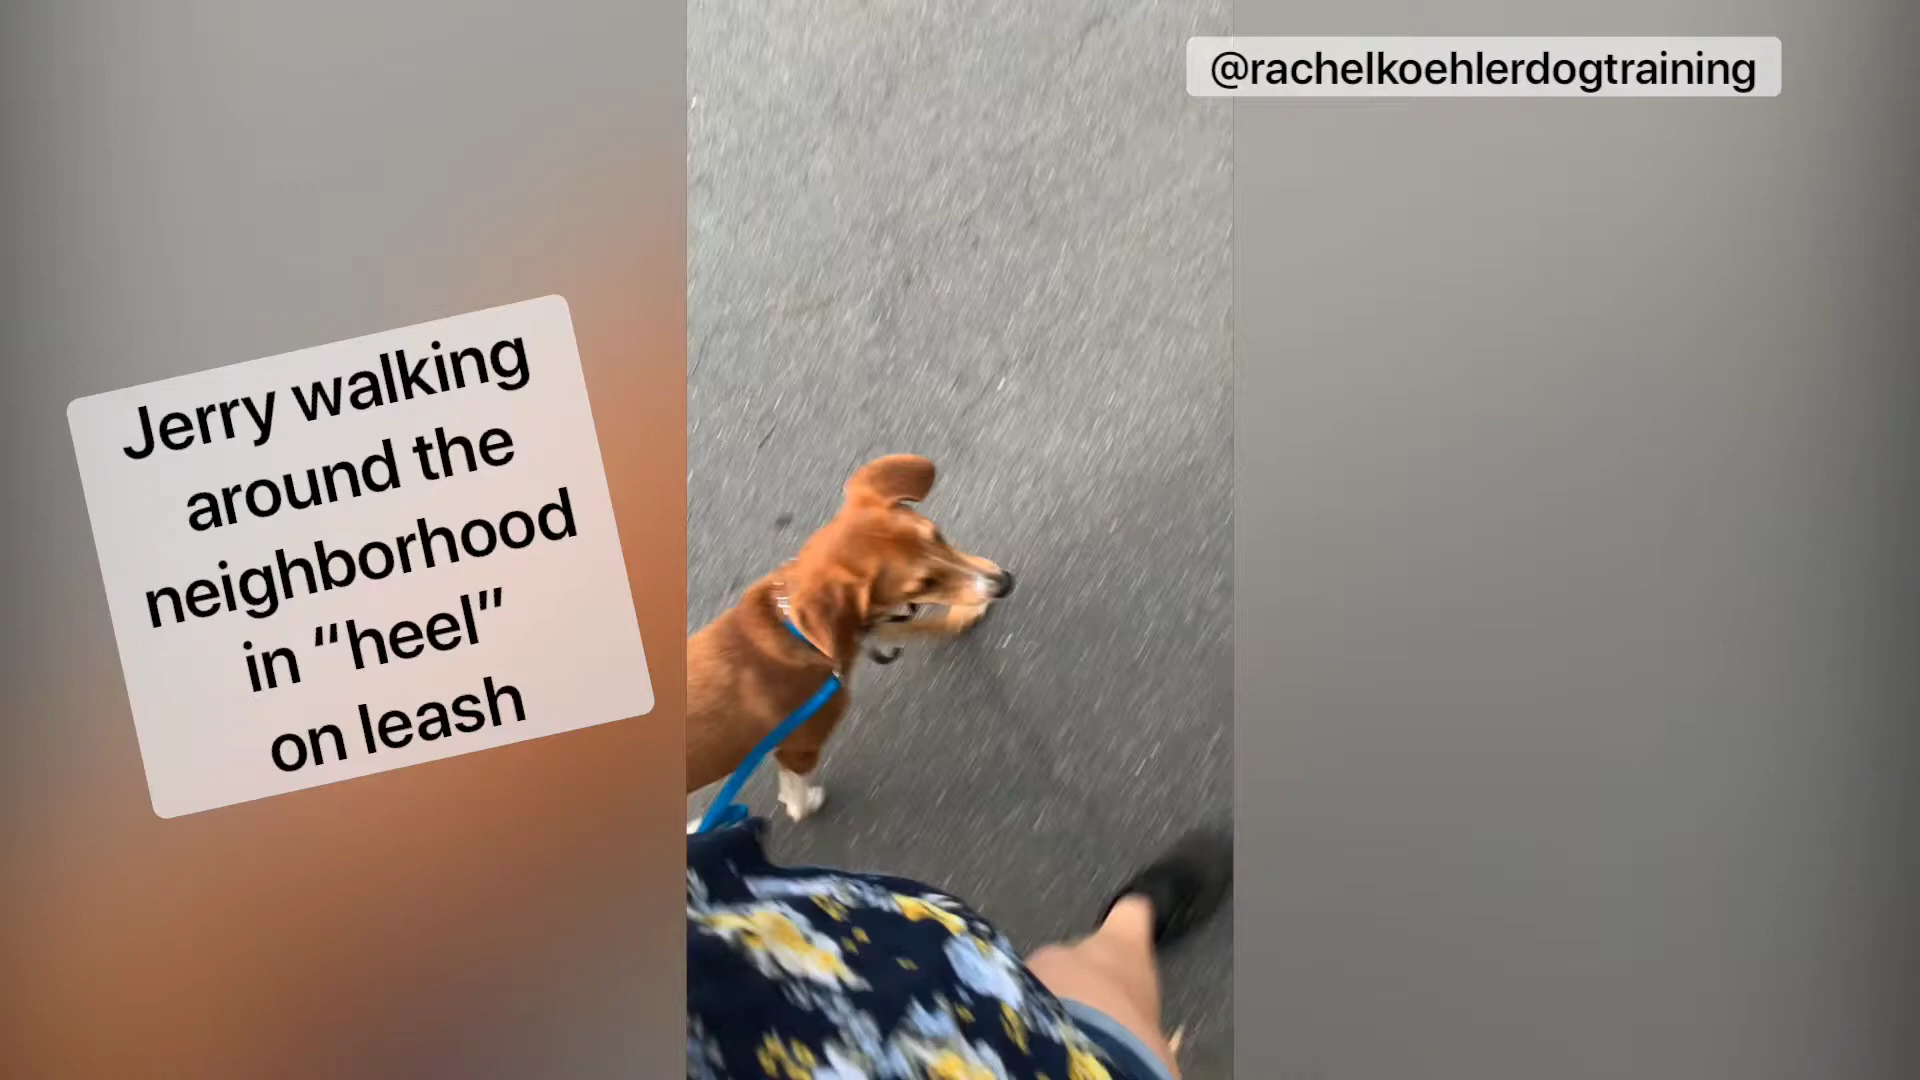 @rachelkoehlerdogtraining
Jerry walking
around the
neighborhood
in “heel”
on leash